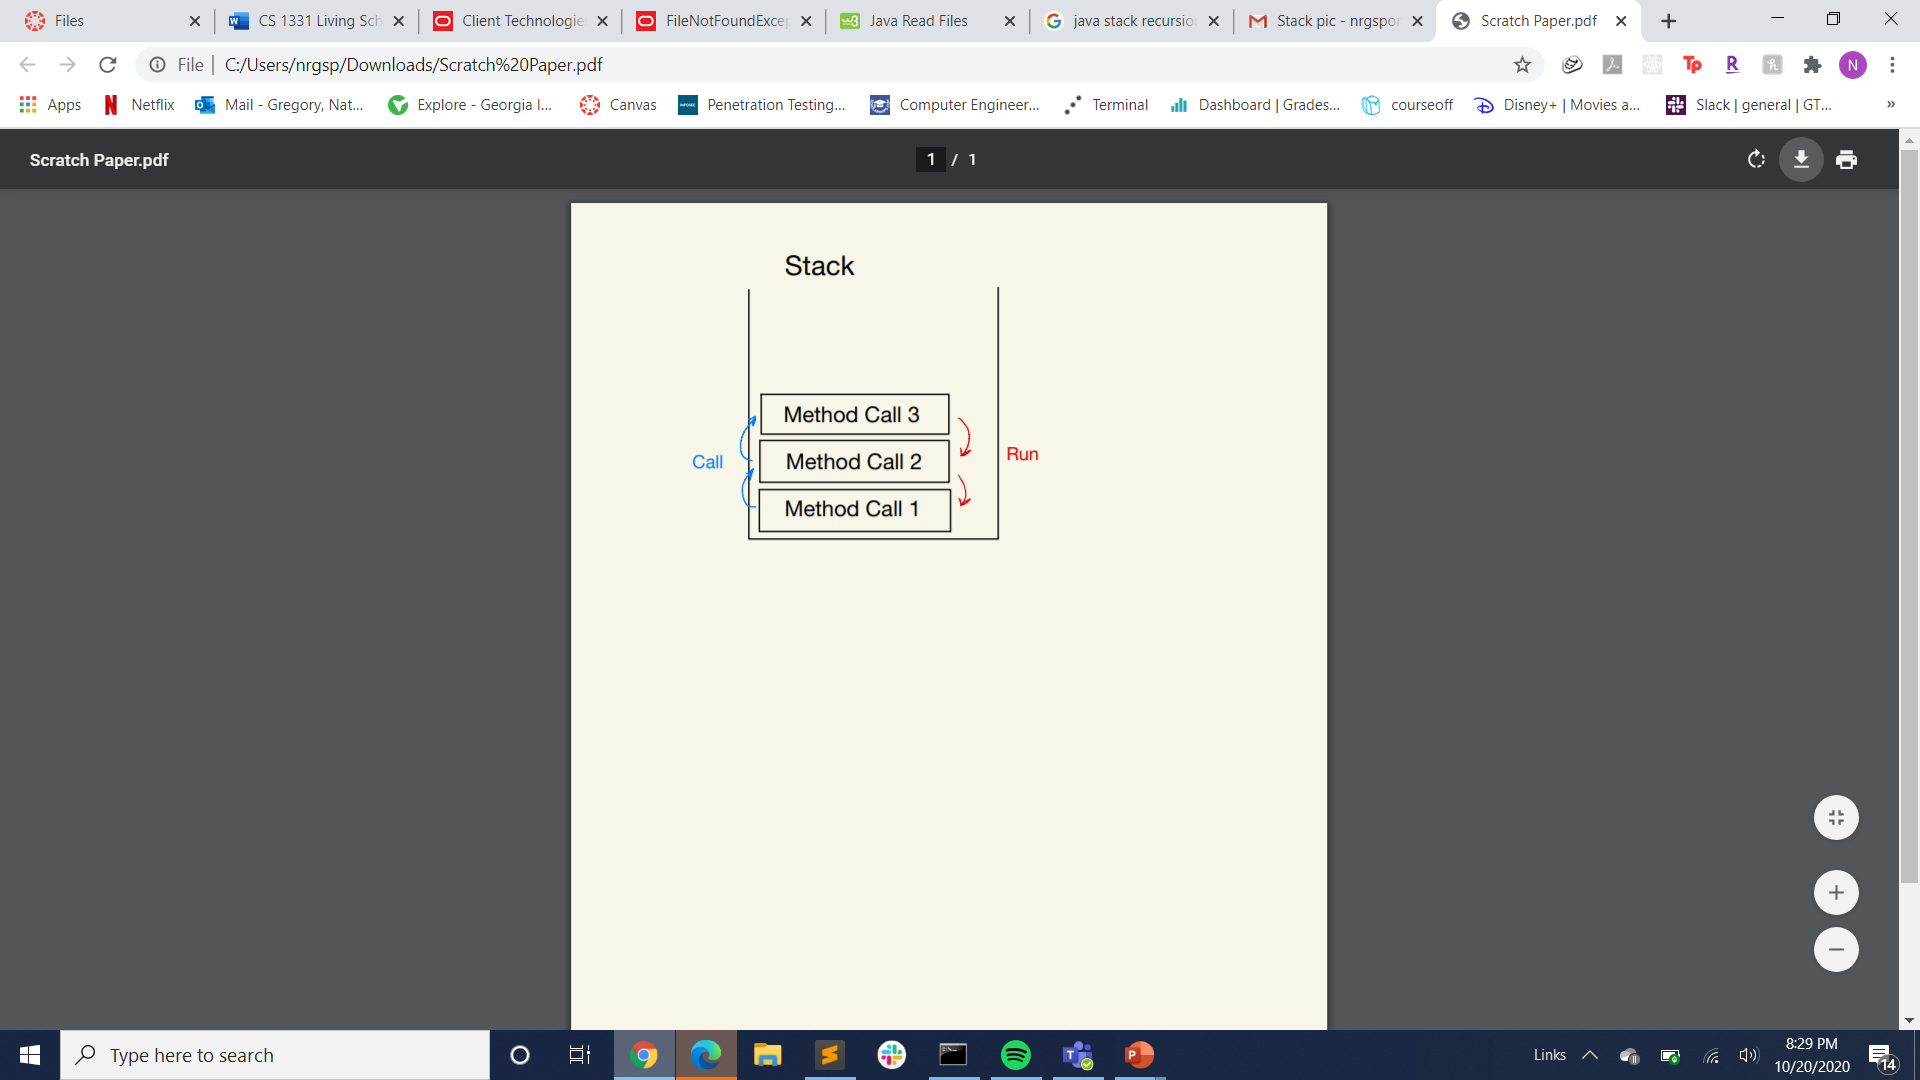 Files
CS 1331 Living Sch
Client Technologie
FileNotFoundExcep
Java Read Files
java stack recursion
Stack pic - nrgspor
Scratch Paper.pdf
File
C:/Users/nrgsp/Downloads/Scratch%20Paper.pdf
N
Apps
Netflix
Mail - Gregory, Nat...
Explore - Georgia I...
Canvas
Penetration Testing...
Computer Engineer...
Terminal
Dashboard | Grades...
courseoff
Disney+ | Movies a...
Slack | general | GT...
»
Scratch Paper.pdf
1 / 1
Stack
Method Call 3
Call
Method Call 2
Run
Method Call 1
Type here to search
Links
8:29 PM
10/20/2020
14